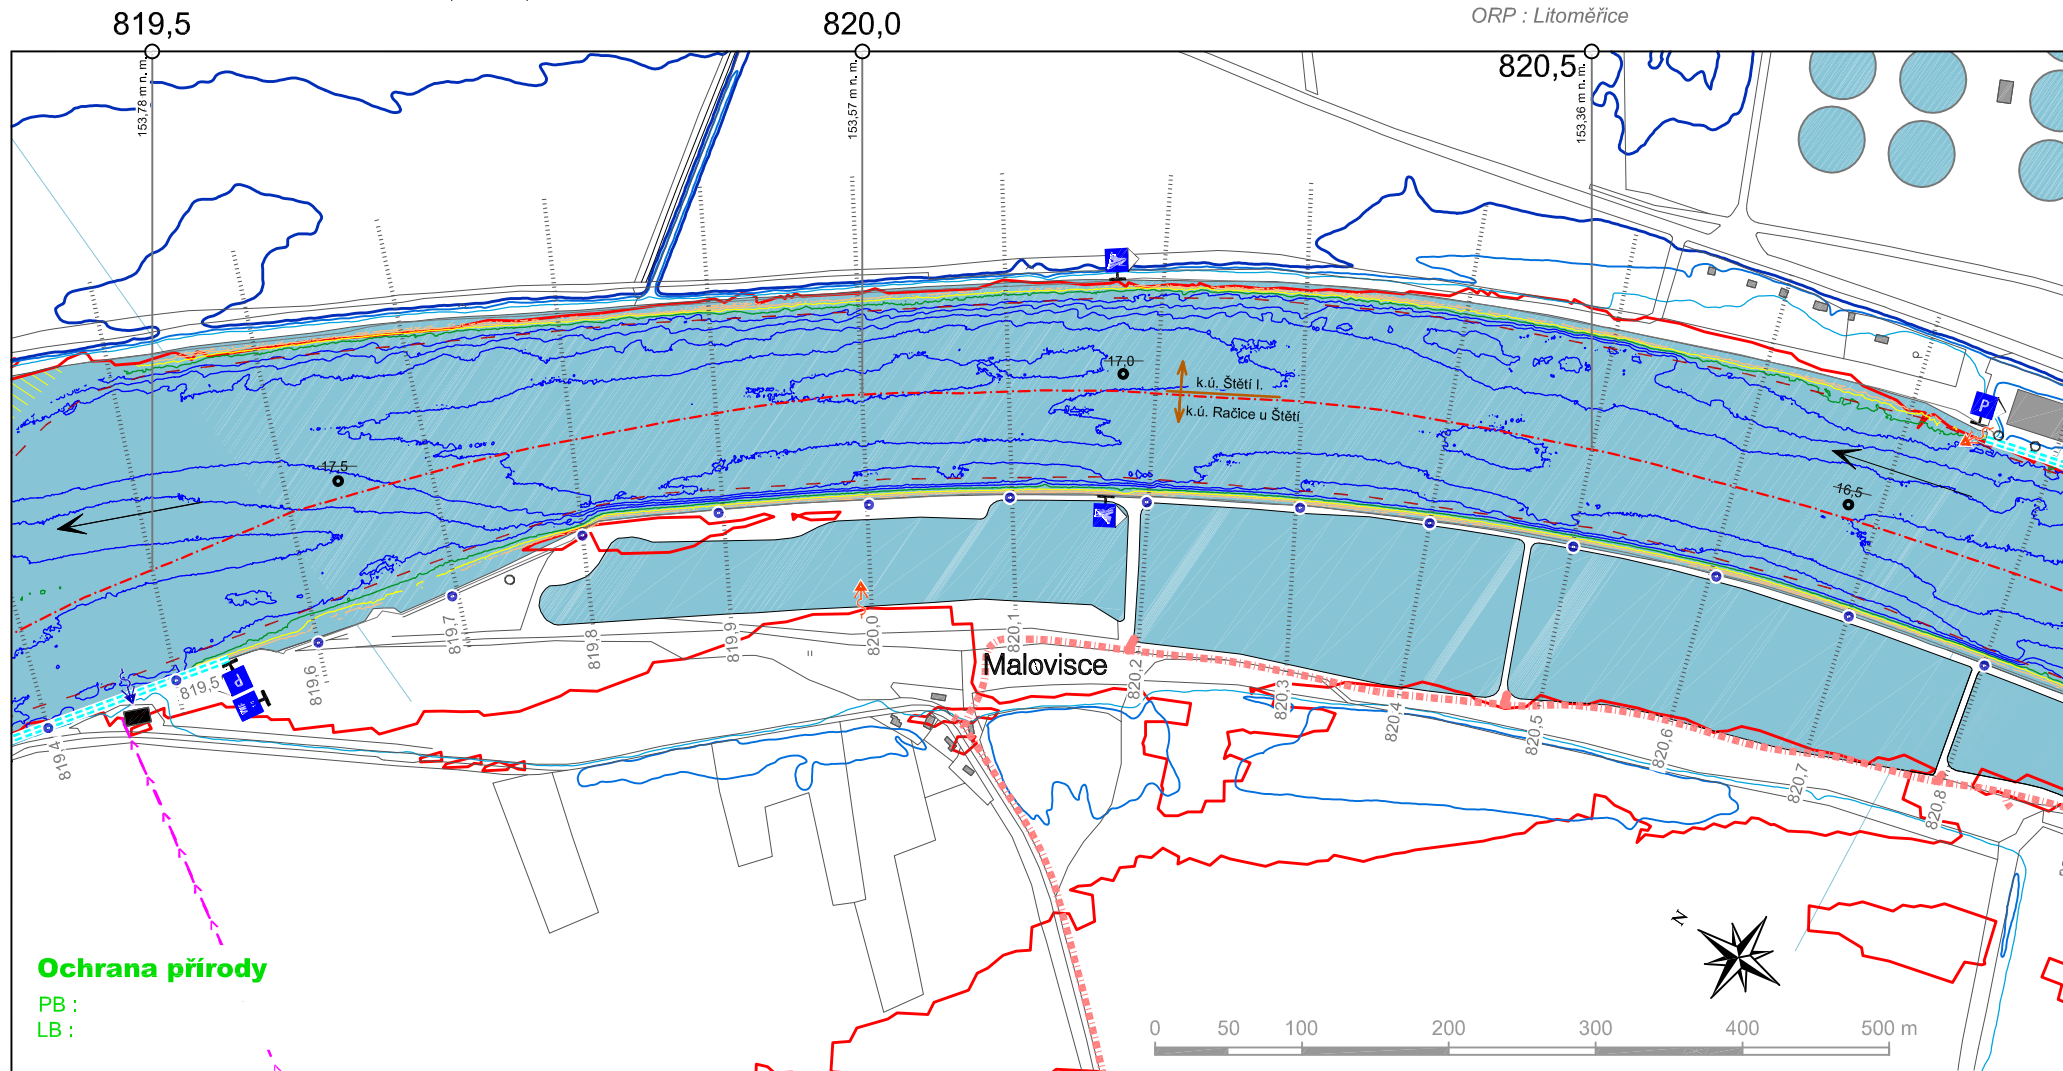 ORP : Litoměřice
819,5
820,0
820,5
153,78 m n. m.
153,57 m n. m.
153,36 m n. m.
17,0
k.ú. Štětí I.
k.ú. Račice u Štětí
P
17,5
16,5
819,4
819,5
P
819,6
819,7
819,8
819,9
820,0
820,1
820,2
820,3
820,4
820,5
820,6
820,7
820,8
Malovisce
N
Ochrana přírody
PB :
LB :
0 50 100 200 300 400 500 m